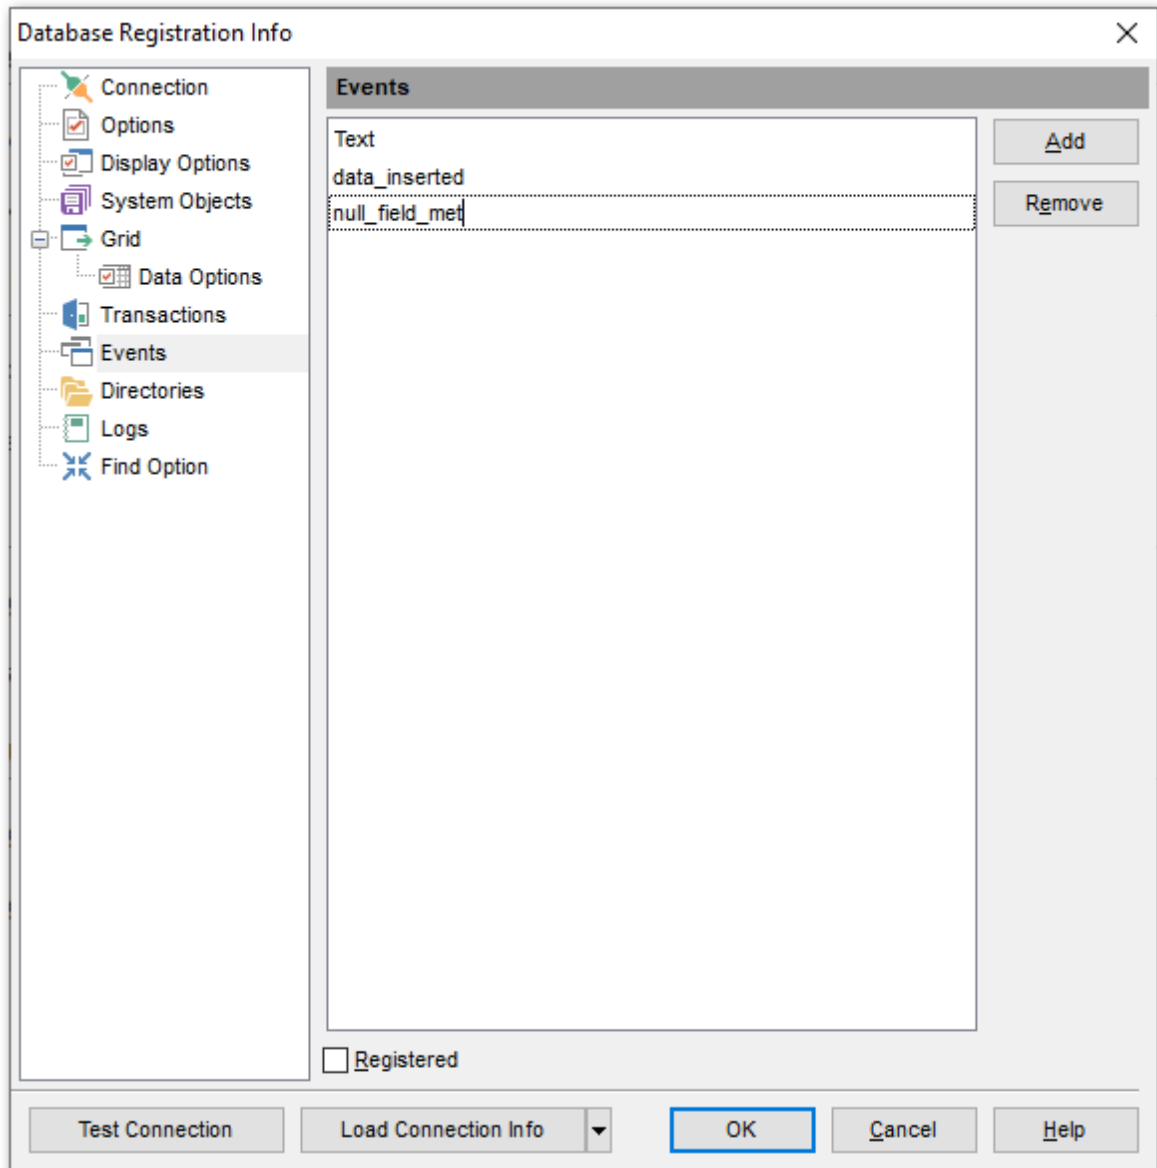 Database Registration Info
Connection
Options
Display Options
System Objects
Grid
Data Options
Transactions
Events
Directories
Logs
Find Option
Events
Text
data_inserted
null_field_met
Add
Remove
Registered
Test Connection
Load Connection Info
OK
Cancel
Help